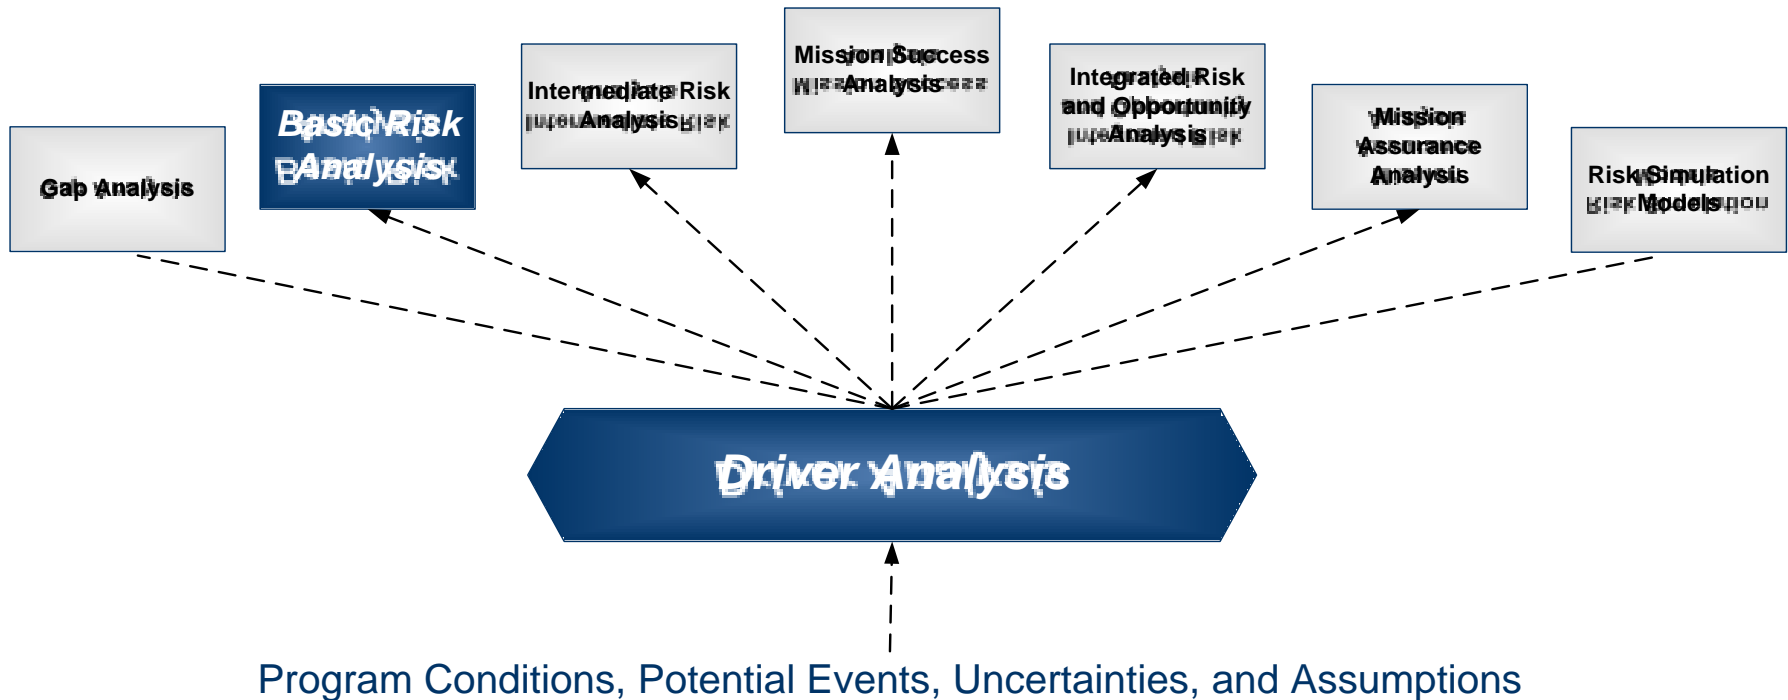 Gap Analysis
Basic Risk
Analysis
Intermediate Risk
Analysis
Mission Success
Analysis
Integrated Risk
and Opportunity
Analysis
Mission
Assurance
Analysis
Risk Simulation
Models
Driver Analysis
Program Conditions, Potential Events, Uncertainties, and Assumptions